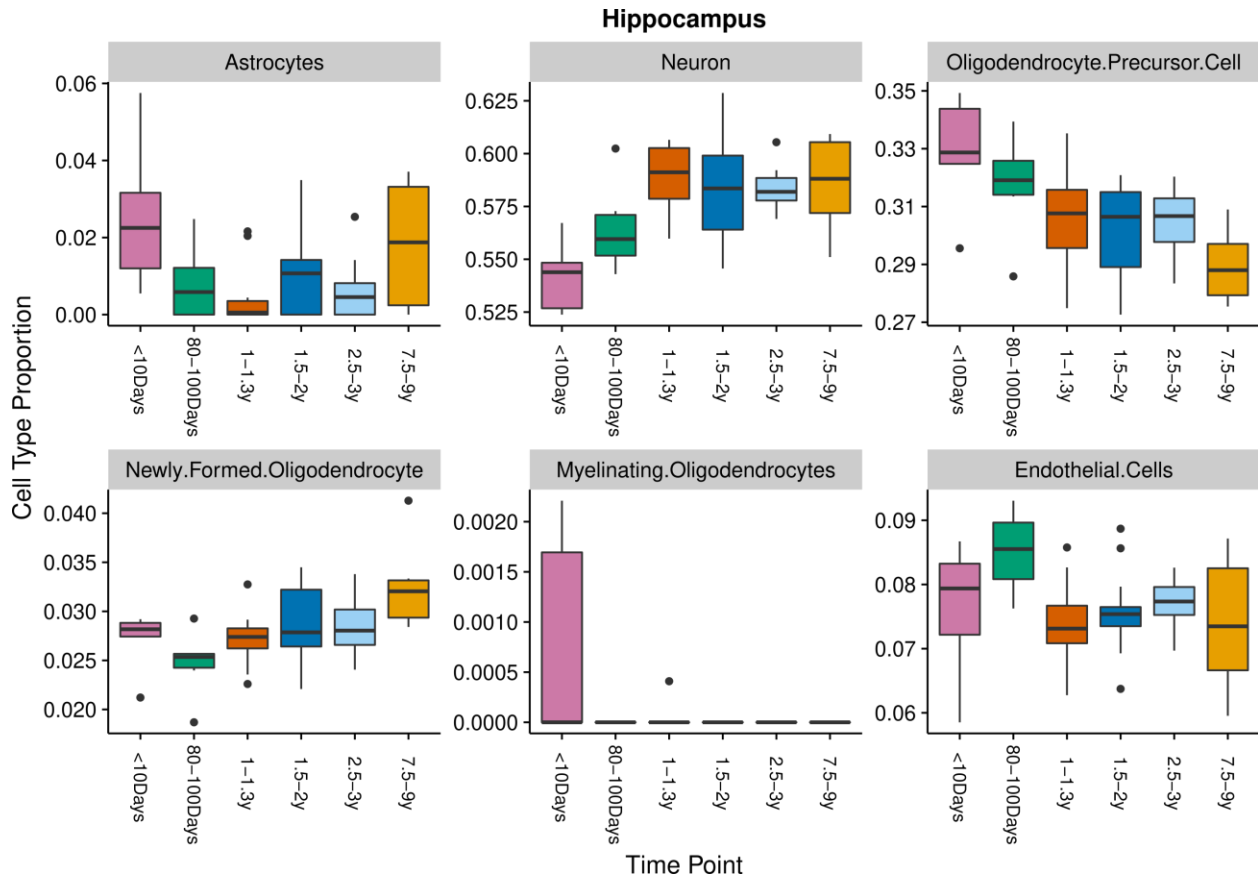 Hippocampus
Astrocytes
Neuron
Oligodendrocyte.Precursor.Cell
0.06
0.04
0.02
0.00
0.625
0.600
0.575
0.550
0.525
0.35
0.33
0.31
0.29
0.27
<10Days
80−100Days
1−1.3y
1.5−2y
2.5−3y
7.5−9y
<10Days
80−100Days
1−1.3y
1.5−2y
2.5−3y
7.5−9y
<10Days
80−100Days
1−1.3y
1.5−2y
2.5−3y
7.5−9y
Cell Type Proportion
Newly.Formed.Oligodendrocyte
Myelinating.Oligodendrocytes
Endothelial.Cells
0.040
0.035
0.030
0.025
0.020
0.0020
0.0015
0.0010
0.0005
0.0000
0.09
0.08
0.07
0.06
<10Days
80−100Days
1−1.3y
1.5−2y
2.5−3y
7.5−9y
<10Days
80−100Days
1−1.3y
1.5−2y
2.5−3y
7.5−9y
<10Days
80−100Days
1−1.3y
1.5−2y
2.5−3y
7.5−9y
Time Point